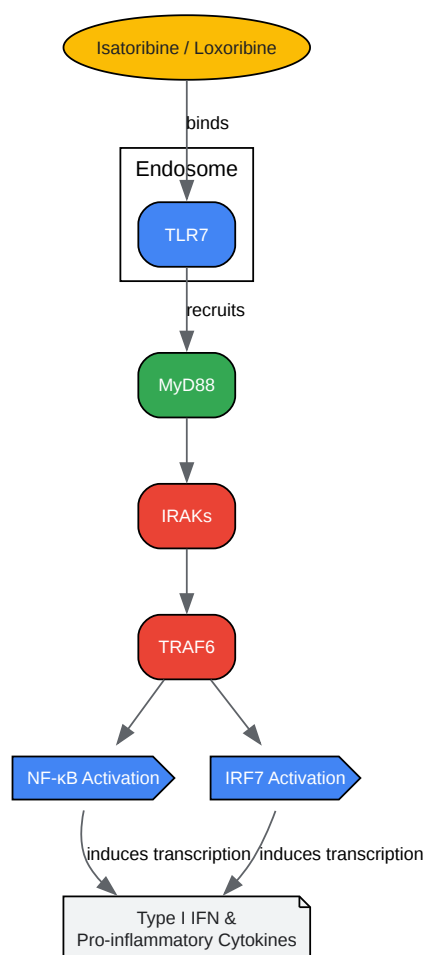 Isatoribine / Loxoribine
binds
Endosome
TLR7
recruits
MyD88
IRAKs
TRAF6
NF-κB Activation
IRF7 Activation
induces transcription
induces transcription
Type I IFN &
Pro-inflammatory Cytokines